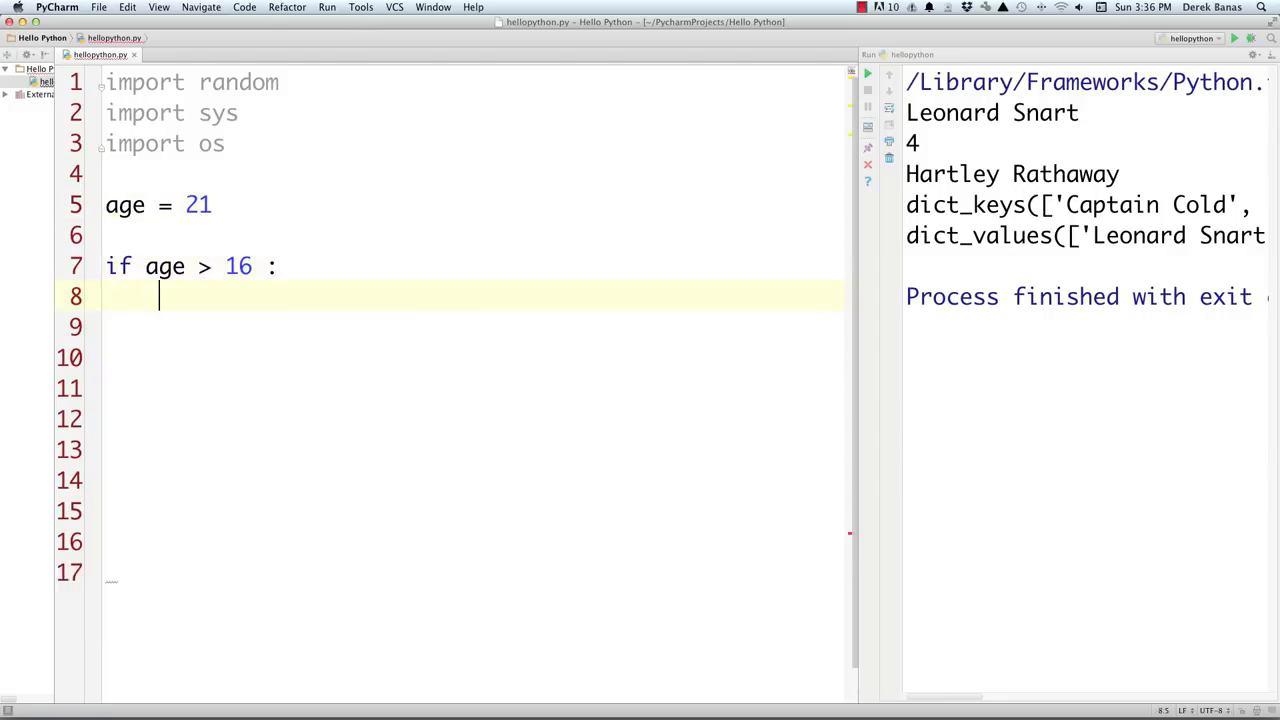 PyCharm File Edit View Navigate Code Refactor Run Tools VCS Window Help 10 Sun 3:36 PM Derek Banas
hellopython.py – Hello Python – [~/PycharmProjects/Hello Python]
Hello Python hellopython.py hellopython
hellopython.py × Run hellopython
Hello P
hell
Externa
1 import random
2 import sys
3 import os
4
5 age = 21
6
7 if age > 16 :
8
9
10
11
12
13
14
15
16
17
/Library/Frameworks/Python.
Leonard Snart
4
Hartley Rathaway
dict_keys(['Captain Cold',
dict_values(['Leonard Snart
Process finished with exit
8:5 LF UTF-8